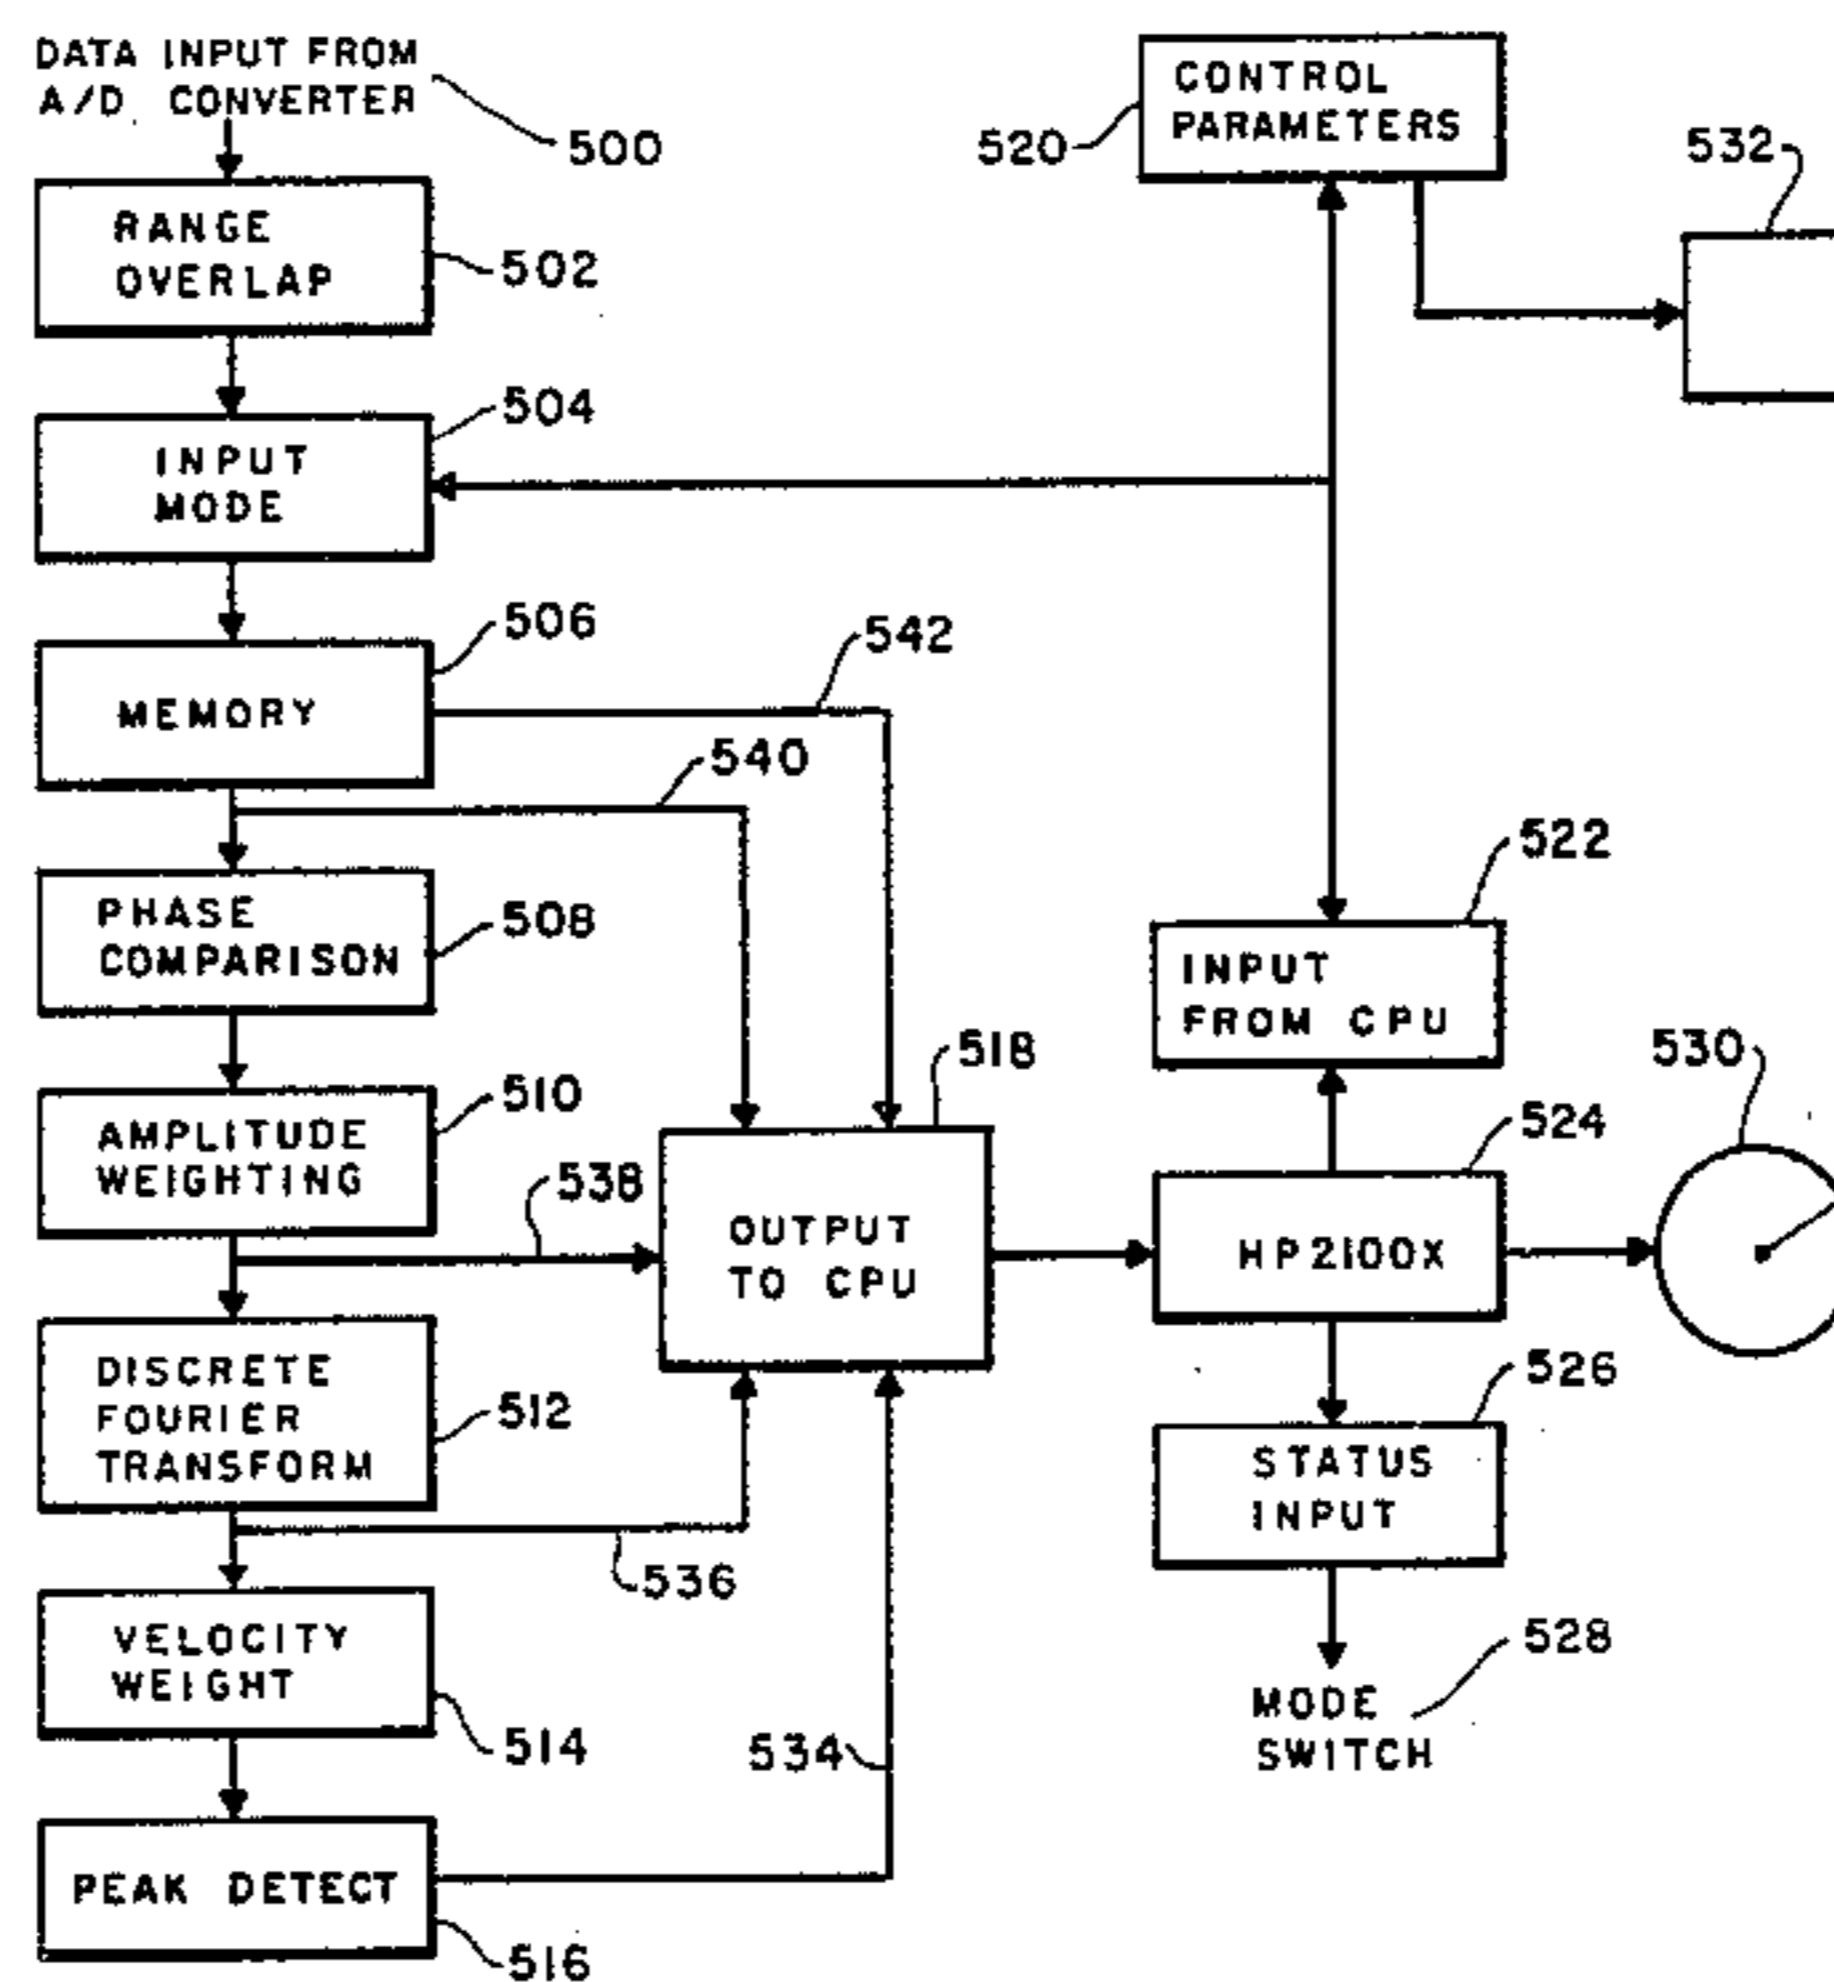 DATA INPUT FROM
A/D CONVERTER
500
RANGE
OVERLAP
502
INPUT
MODE
504
MEMORY
506
542
540
PHASE
COMPARISON
508
AMPLITUDE
WEIGHTING
510
538
DISCRETE
FOURIER
TRANSFORM
512
536
VELOCITY
WEIGHT
514
534
PEAK DETECT
516
OUTPUT
TO CPU
518
CONTROL
PARAMETERS
520
532
INPUT
FROM CPU
522
HP2100X
524
530
STATUS
INPUT
526
MODE
SWITCH
528